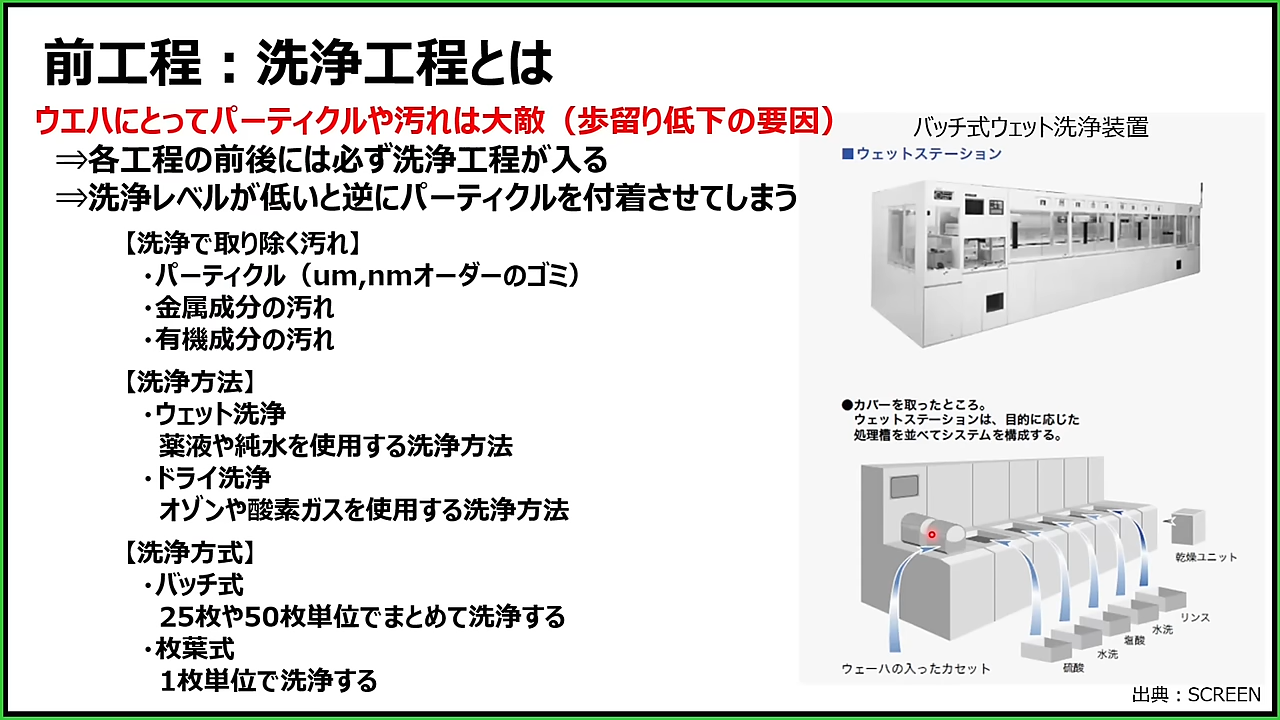 前工程：洗浄工程とは
ウエハにとってパーティクルや汚れは大敵（歩留り低下の要因）
⇒各工程の前後には必ず洗浄工程が入る
⇒洗浄レベルが低いと逆にパーティクルを付着させてしまう
【洗浄で取り除く汚れ】
・パーティクル（um,nmオーダーのゴミ）
・金属成分の汚れ
・有機成分の汚れ
【洗浄方法】
・ウェット洗浄
薬液や純水を使用する洗浄方法
・ドライ洗浄
オゾンや酸素ガスを使用する洗浄方法
【洗浄方式】
・バッチ式
25枚や50枚単位でまとめて洗浄する
・枚葉式
1枚単位で洗浄する
バッチ式ウェット洗浄装置
■ウェットステーション
●カバーを取ったところ。
ウェットステーションは、目的に応じた
処理槽を並べてシステムを構成する。
乾燥ユニット
リンス
水洗
塩酸
水洗
硫酸
ウェーハの入ったカセット
出典：SCREEN